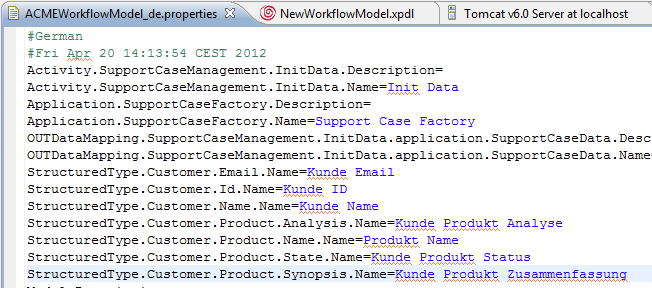 ACMEWorkflowModel_de.properties NewWorkflowModel.xpdl Tomcat v6.0 Server at localhost
#German
#Fri Apr 20 14:13:54 CEST 2012
Activity.SupportCaseManagement.InitData.Description=
Activity.SupportCaseManagement.InitData.Name=Init Data
Application.SupportCaseFactory.Description=
Application.SupportCaseFactory.Name=Support Case Factory
OUTDataMapping.SupportCaseManagement.InitData.application.SupportCaseData.Desc
OUTDataMapping.SupportCaseManagement.InitData.application.SupportCaseData.Name
StructuredType.Customer.Email.Name=Kunde Email
StructuredType.Customer.Id.Name=Kunde ID
StructuredType.Customer.Name.Name=Kunde Name
StructuredType.Customer.Product.Analysis.Name=Kunde Produkt Analyse
StructuredType.Customer.Product.Name.Name=Produkt Name
StructuredType.Customer.Product.State.Name=Kunde Produkt Status
StructuredType.Customer.Product.Synopsis.Name=Kunde Produkt Zusammenfassung